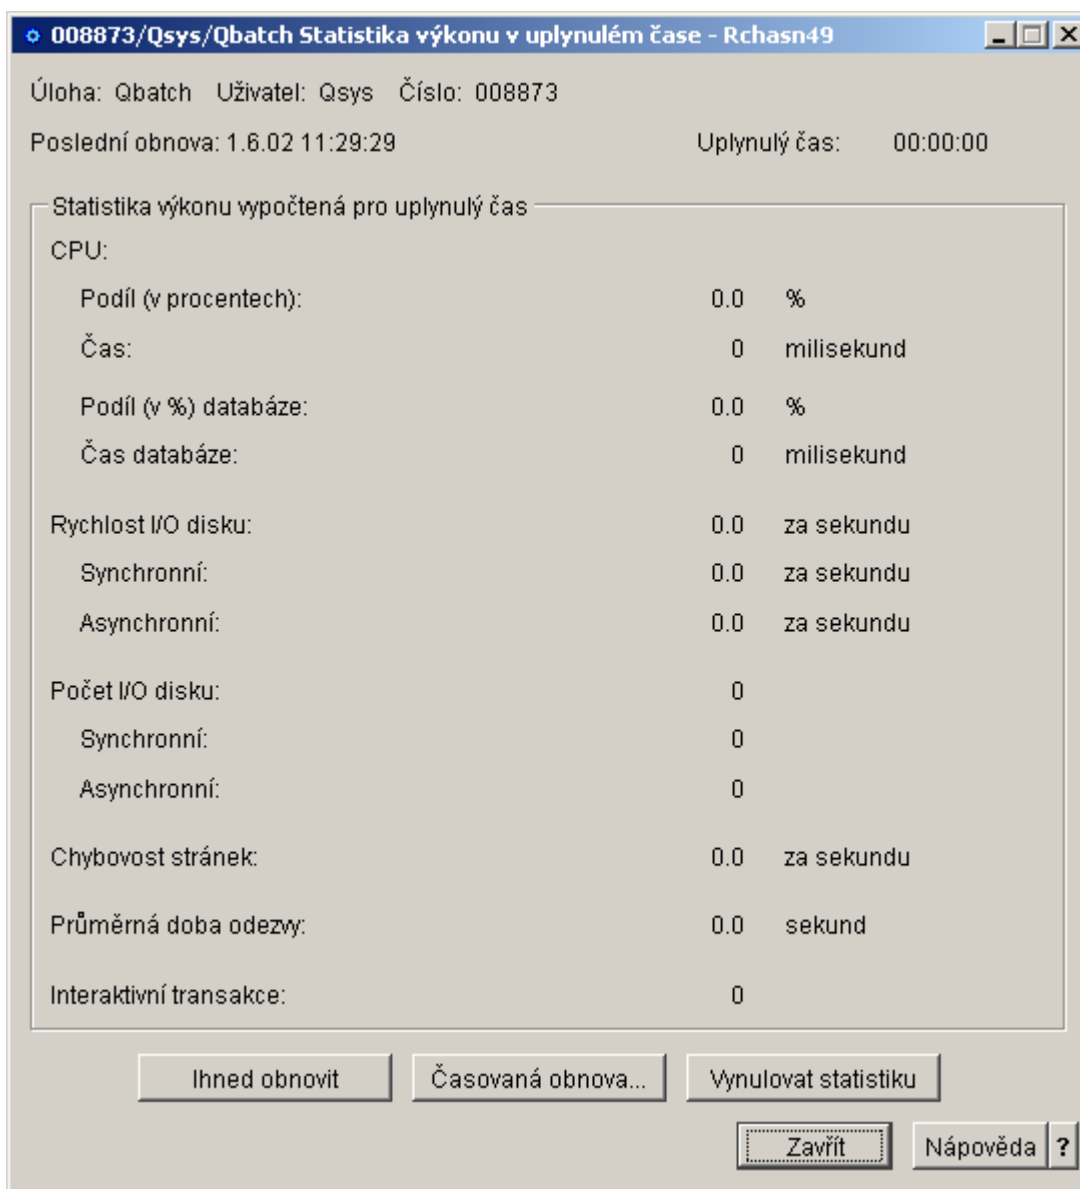 008873/Qsys/Qbatch Statistika výkonu v uplynulém čase - Rchasn49
Úloha: Qbatch Uživatel: Qsys Číslo: 008873
Poslední obnova: 1.6.02 11:29:29 Uplynulý čas: 00:00:00
Statistika výkonu vypočtená pro uplynulý čas
CPU:
Podíl (v procentech): 0.0 %
Čas: 0 milisekund
Podíl (v %) databáze: 0.0 %
Čas databáze: 0 milisekund
Rychlost I/O disku: 0.0 za sekundu
Synchronní: 0.0 za sekundu
Asynchronní: 0.0 za sekundu
Počet I/O disku: 0
Synchronní: 0
Asynchronní: 0
Chybovost stránek: 0.0 za sekundu
Průměrná doba odezvy: 0.0 sekund
Interaktivní transakce: 0
Ihned obnovit Časovaná obnova... Vynulovat statistiku
Zavřít Nápověda ?